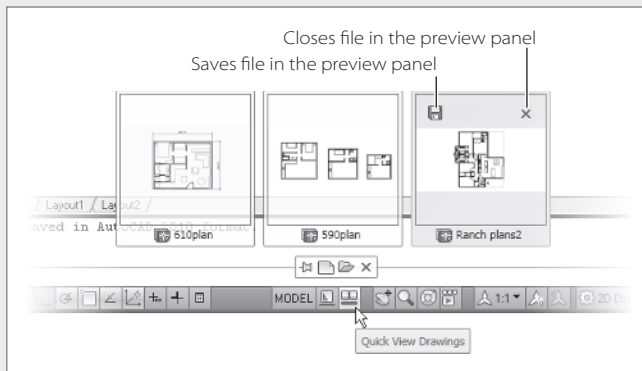 Closes file in the preview panel
Saves file in the preview panel
Layout1 / Layout2 /
aved in AutoCAD 2010 format.
610plan
590plan
Ranch plans2
MODEL
1:1
2D D
Quick View Drawings